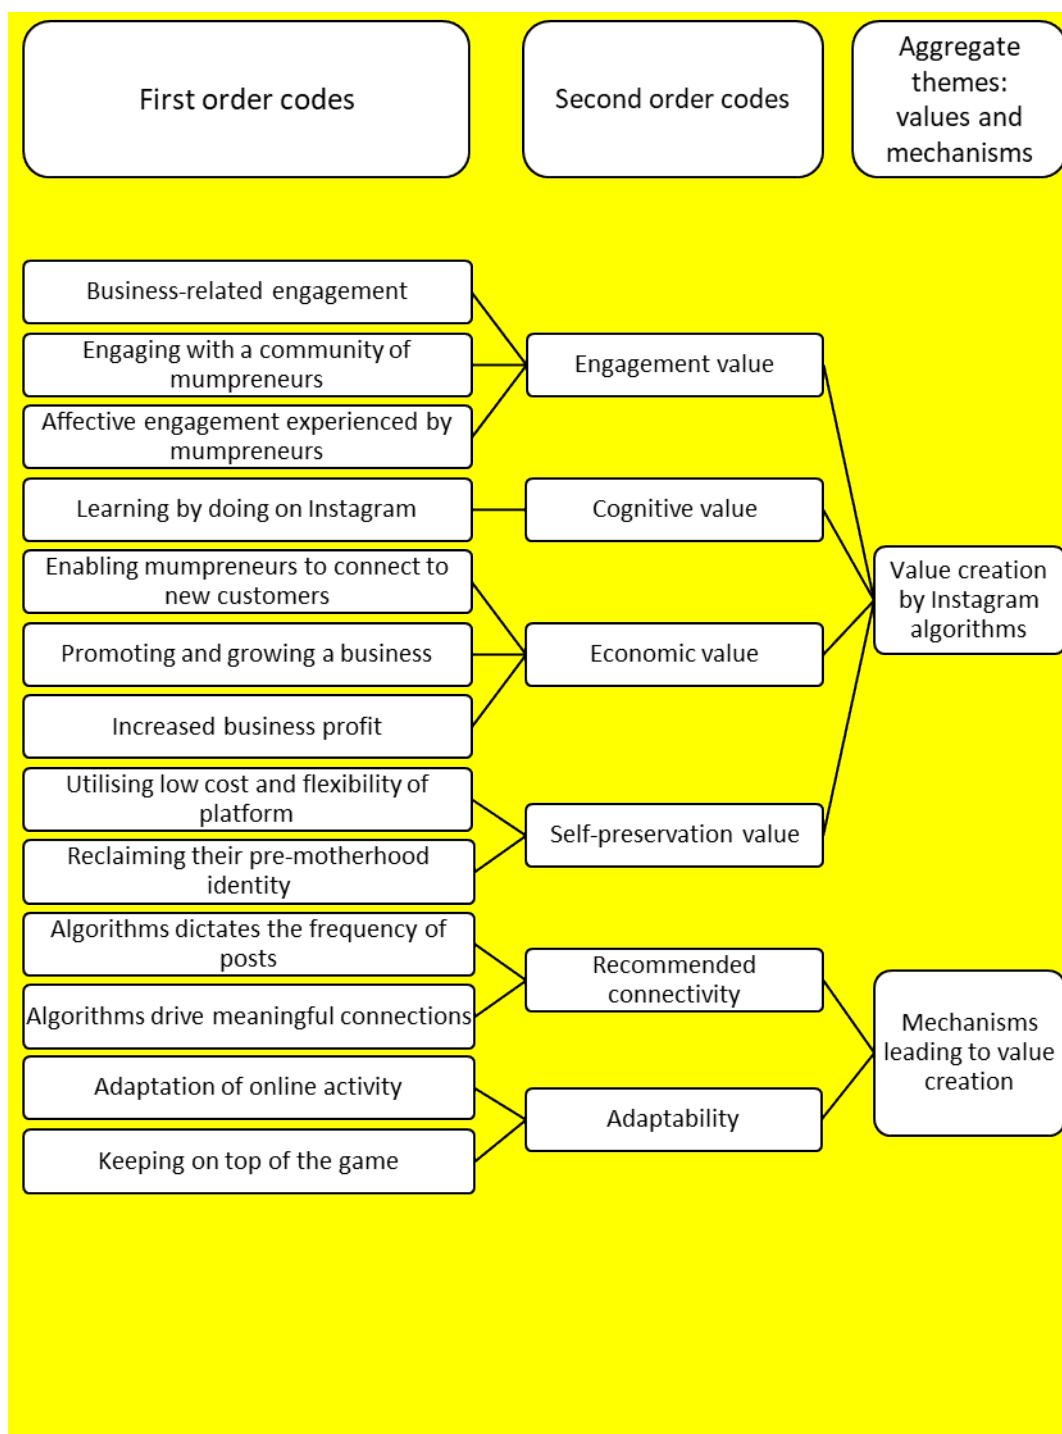 First order codes
Second order codes
Aggregate
themes:
values and
mechanisms
Business-related engagement
Engaging with a community of
mumpreneurs
Affective engagement experienced by
mumpreneurs
Learning by doing on Instagram
Enabling mumpreneurs to connect to
new customers
Promoting and growing a business
Increased business profit
Utilising low cost and flexibility of
platform
Reclaiming their pre-motherhood
identity
Algorithms dictates the frequency of
posts
Algorithms drive meaningful connections
Adaptation of online activity
Keeping on top of the game
Engagement value
Cognitive value
Economic value
Self-preservation value
Recommended
connectivity
Adaptability
Value creation
by Instagram
algorithms
Mechanisms
leading to value
creation